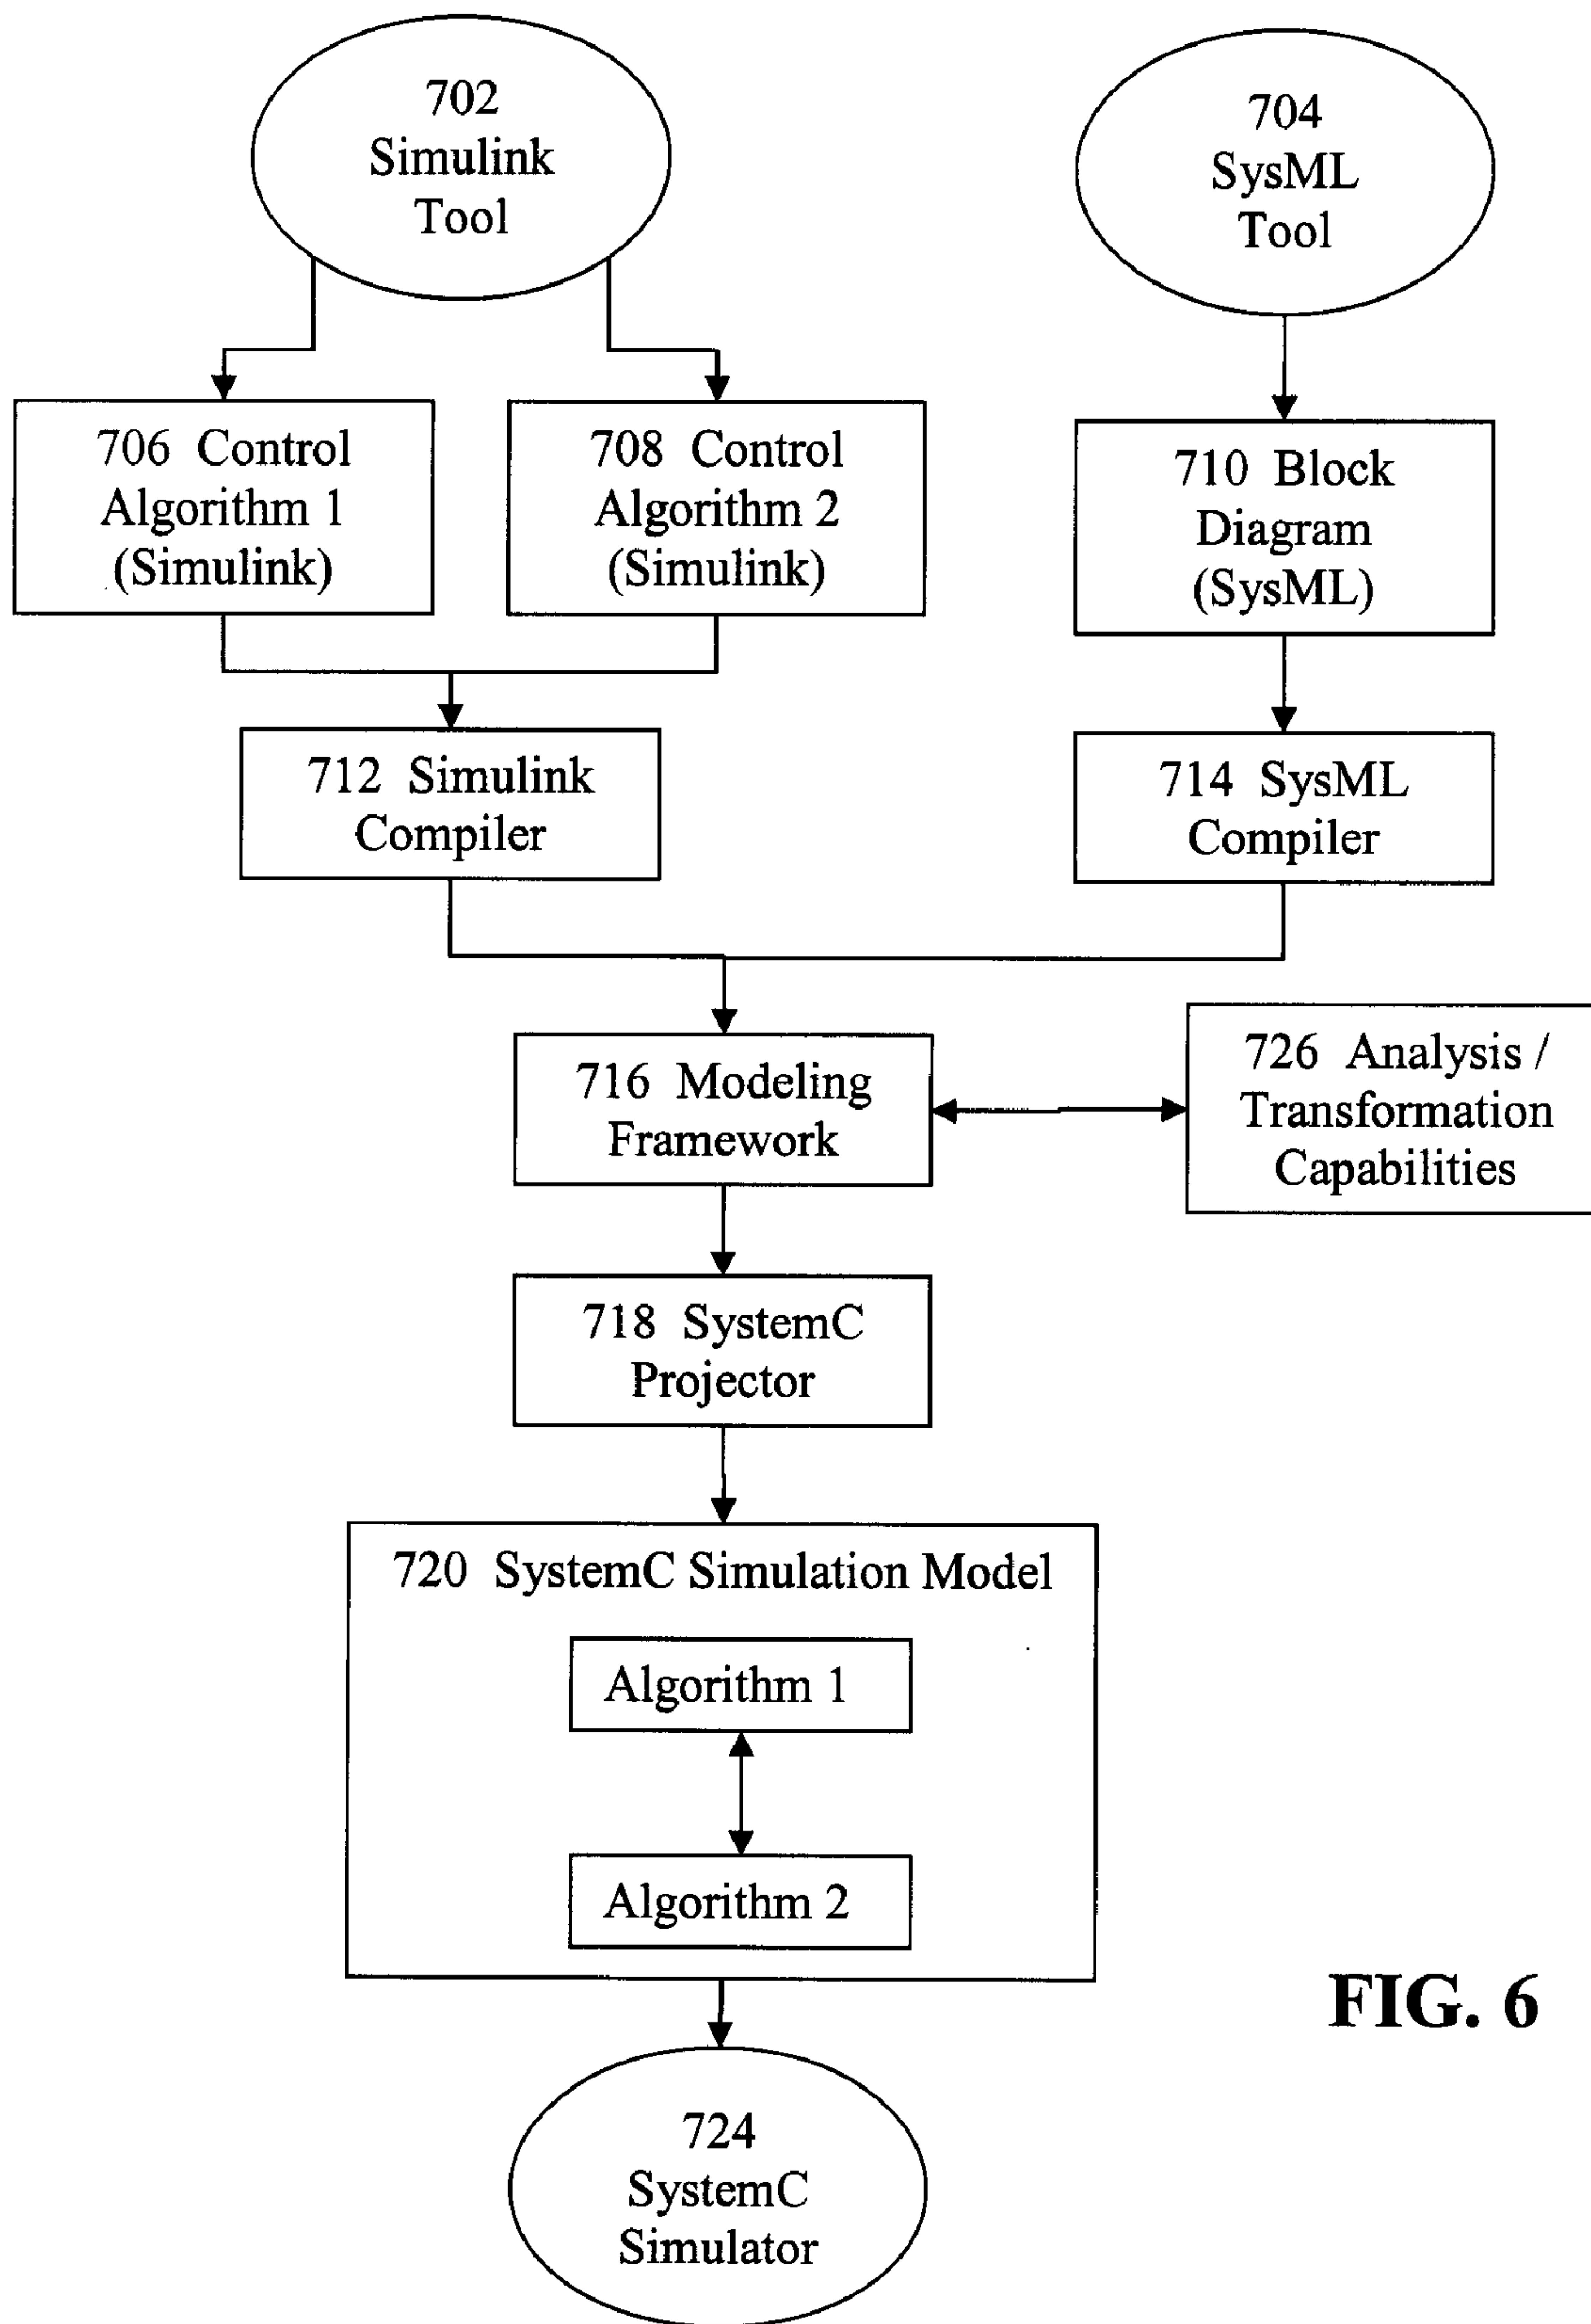 702
Simulink
Tool
704
SysML
Tool
706 Control
Algorithm 1
(Simulink)
708 Control
Algorithm 2
(Simulink)
710 Block
Diagram
(SysML)
712 Simulink
Compiler
714 SysML
Compiler
716 Modeling
Framework
726 Analysis /
Transformation
Capabilities
718 SystemC
Projector
720 SystemC Simulation Model
Algorithm 1
Algorithm 2
FIG. 6
724
SystemC
Simulator